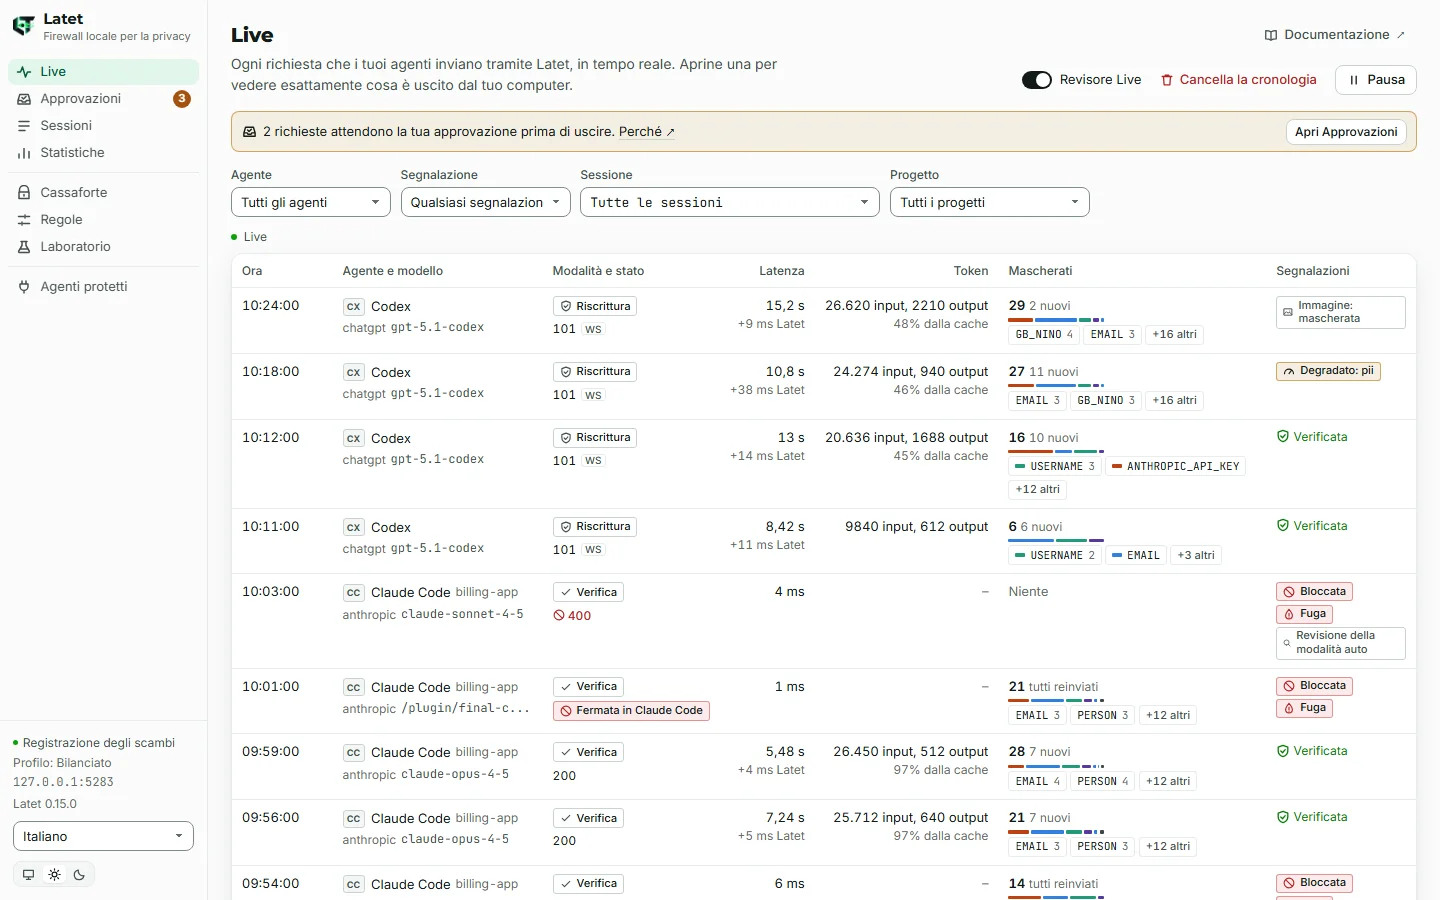 Latet
Firewall locale per la privacy
Live
Approvazioni 3
Sessioni
Statistiche
Cassaforte
Regole
Laboratorio
Agenti protetti
Registrazione degli scambi
Profilo: Bilanciato
127.0.0.1:5283
Latet 0.15.0
Italiano
Live
Documentazione ↗
Ogni richiesta che i tuoi agenti inviano tramite Latet, in tempo reale. Aprine una per
vedere esattamente cosa è uscito dal tuo computer.
Revisore Live
Cancella la cronologia
Pausa
2 richieste attendono la tua approvazione prima di uscire. Perché ↗
Apri Approvazioni
Agente Segnalazione Sessione Progetto
Tutti gli agenti Qualsiasi segnalazion Tutte le sessioni Tutti i progetti
Live
Ora Agente e modello Modalità e stato Latenza Token Mascherati Segnalazioni
10:24:00 cx Codex Riscrittura 15,2 s 26.620 input, 2210 output 29 2 nuovi Immagine: mascherata
chatgpt gpt-5.1-codex 101 WS +9 ms Latet 48% dalla cache
GB_NINO 4 EMAIL 3 +16 altri
10:18:00 cx Codex Riscrittura 10,8 s 24.274 input, 940 output 27 11 nuovi Degradato: pii
chatgpt gpt-5.1-codex 101 WS +38 ms Latet 46% dalla cache
EMAIL 3 GB_NINO 3 +16 altri
10:12:00 cx Codex Riscrittura 13 s 20.636 input, 1688 output 16 10 nuovi Verificata
chatgpt gpt-5.1-codex 101 WS +14 ms Latet 45% dalla cache
USERNAME 3 ANTHROPIC_API_KEY
+12 altri
10:11:00 cx Codex Riscrittura 8,42 s 9840 input, 612 output 6 6 nuovi Verificata
chatgpt gpt-5.1-codex 101 WS +11 ms Latet
USERNAME 2 EMAIL +3 altri
10:03:00 cc Claude Code billing-app Verifica 4 ms – Niente Bloccata
anthropic claude-sonnet-4-5 400 Fuga
Revisione della
modalità auto
10:01:00 cc Claude Code billing-app Verifica 1 ms – 21 tutti reinviati Bloccata
anthropic /plugin/final-c... Fermata in Claude Code Fuga
EMAIL 3 PERSON 3 +12 altri
09:59:00 cc Claude Code billing-app Verifica 5,48 s 26.450 input, 512 output 28 7 nuovi Verificata
anthropic claude-opus-4-5 200 +4 ms Latet 97% dalla cache
EMAIL 4 PERSON 4 +12 altri
09:56:00 cc Claude Code billing-app Verifica 7,24 s 25.712 input, 640 output 21 7 nuovi Verificata
anthropic claude-opus-4-5 200 +5 ms Latet 97% dalla cache
EMAIL 3 PERSON 3 +12 altri
09:54:00 cc Claude Code billing-app Verifica 6 ms – 14 tutti reinviati Bloccata